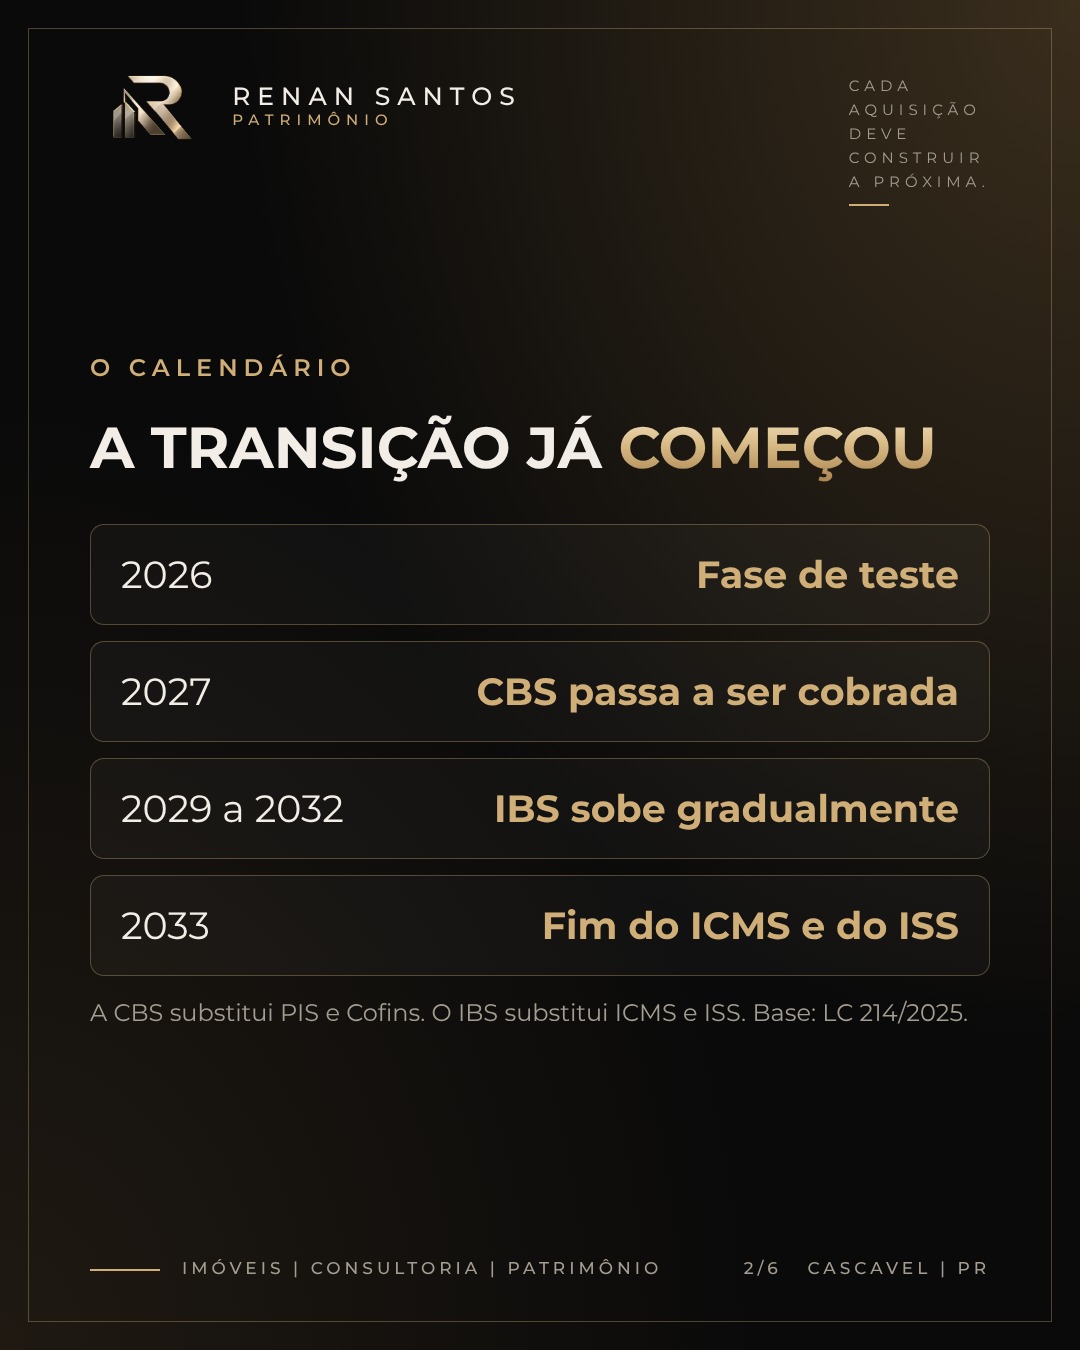 RENAN SANTOS
PATRIMÔNIO
CADA
AQUISIÇÃO
DEVE
CONSTRUIR
A PRÓXIMA.
O CALENDÁRIO
A TRANSIÇÃO JÁ COMEÇOU
2026 Fase de teste
2027 CBS passa a ser cobrada
2029 a 2032 IBS sobe gradualmente
2033 Fim do ICMS e do ISS
A CBS substitui PIS e Cofins. O IBS substitui ICMS e ISS. Base: LC 214/2025.
IMÓVEIS | CONSULTORIA | PATRIMÔNIO 2/6 CASCAVEL | PR